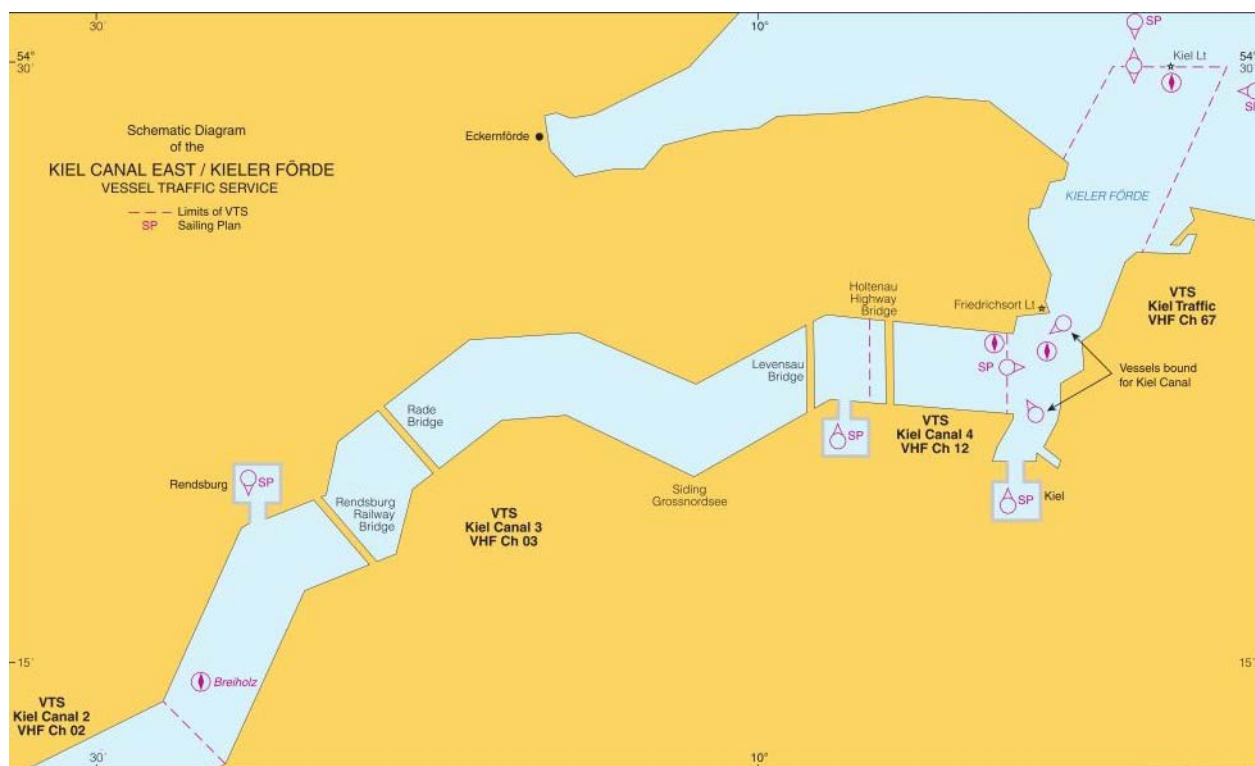 30´
10°
54°
30´
54°
30´
SP
Kiel Lt
Schematic Diagram
of the
KIEL CANAL EAST / KIELER FÖRDE
VESSEL TRAFFIC SERVICE
Limits of VTS
SP Sailing Plan
Eckernförde
KIELER FÖRDE
Holtenau
Highway
Bridge
Friedrichsort Lt
VTS
Kiel Traffic
VHF Ch 67
Levensau
Bridge
SP
Vessels bound
for Kiel Canal
Rade
Bridge
SP
VTS
Kiel Canal 4
VHF Ch 12
Rendsburg
SP
Rendsburg
Railway
Bridge
Siding
Grossnordsee
SP
Kiel
VTS
Kiel Canal 3
VHF Ch 03
15´
15´
Breiholz
VTS
Kiel Canal 2
VHF Ch 02
30´
10°